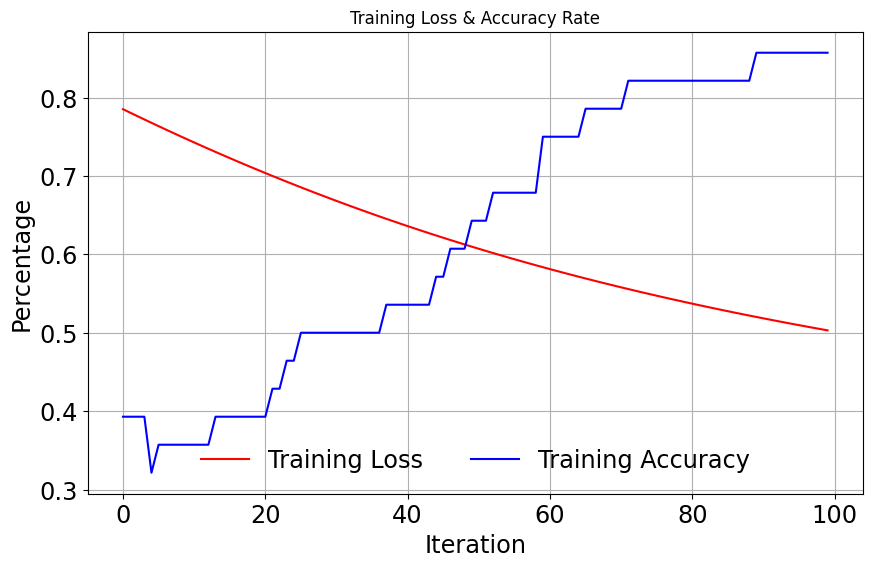 Training Loss & Accuracy Rate
Percentage
0.8
0.7
0.6
0.5
0.4
0.3
Training Loss Training Accuracy
0 20 40 60 80 100
Iteration